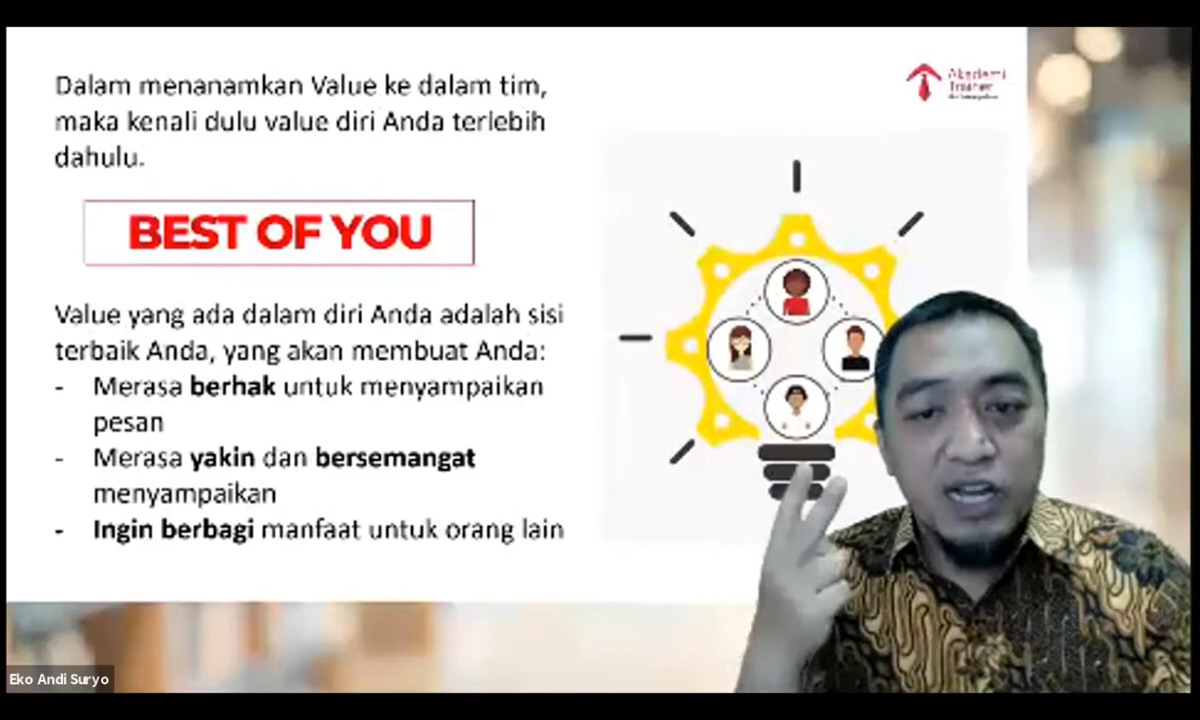 Dalam menanamkan Value ke dalam tim,
maka kenali dulu value diri Anda terlebih
dahulu.
Akademi
Trainer
BEST OF YOU
Value yang ada dalam diri Anda adalah sisi
terbaik Anda, yang akan membuat Anda:
- Merasa berhak untuk menyampaikan
pesan
- Merasa yakin dan bersemangat
menyampaikan
- Ingin berbagi manfaat untuk orang lain
Eko Andi Suryo